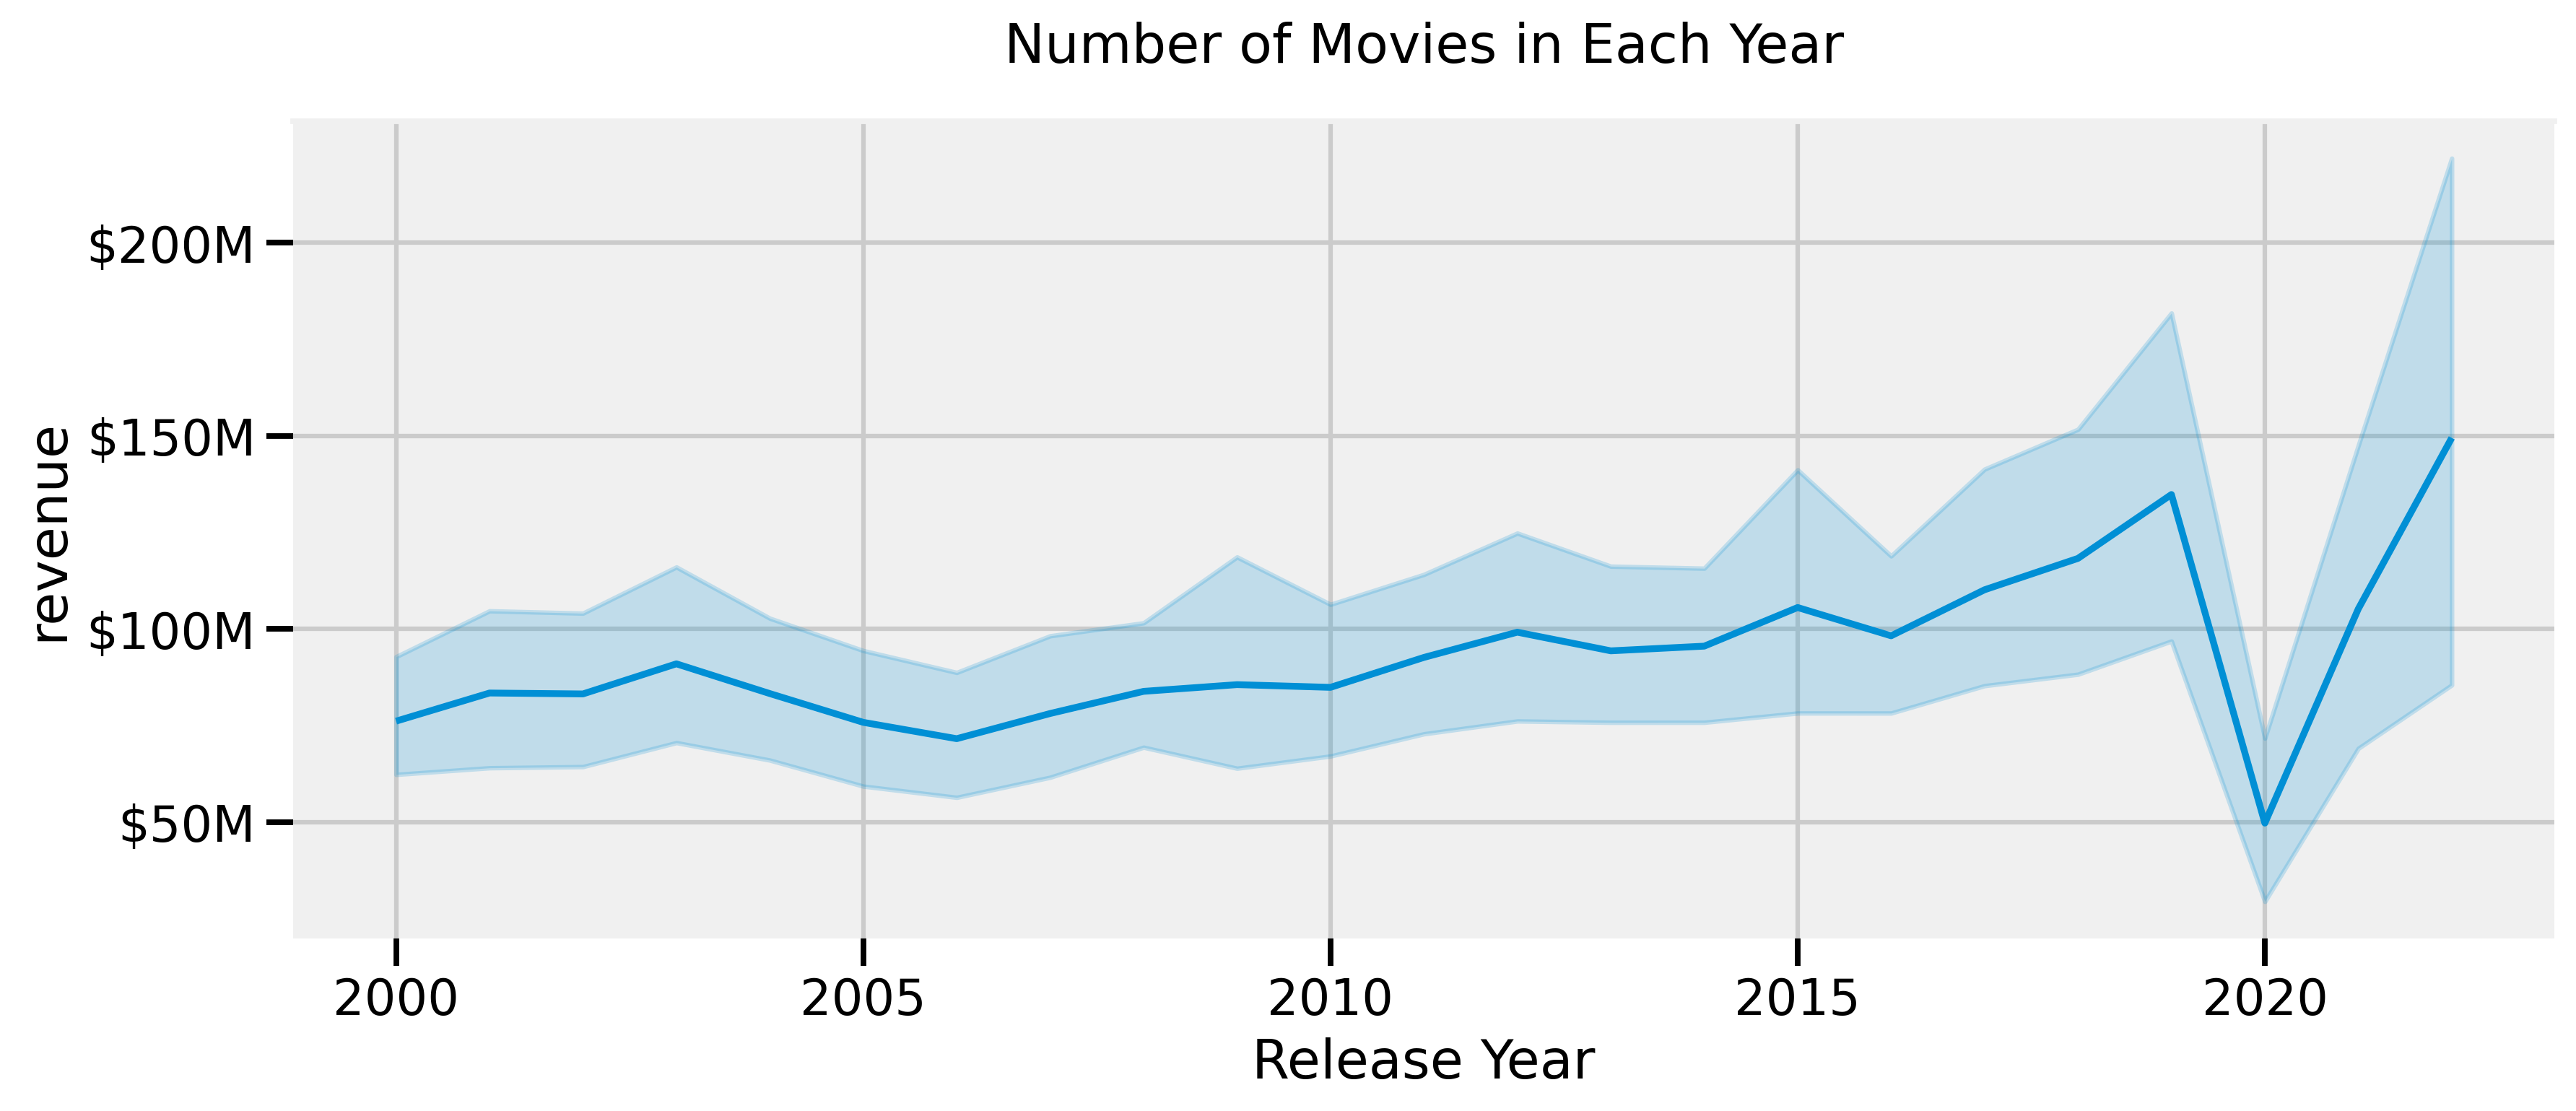 Number of Movies in Each Year
revenue
$200M
$150M
$100M
$50M
2000 2005 2010 2015 2020
Release Year